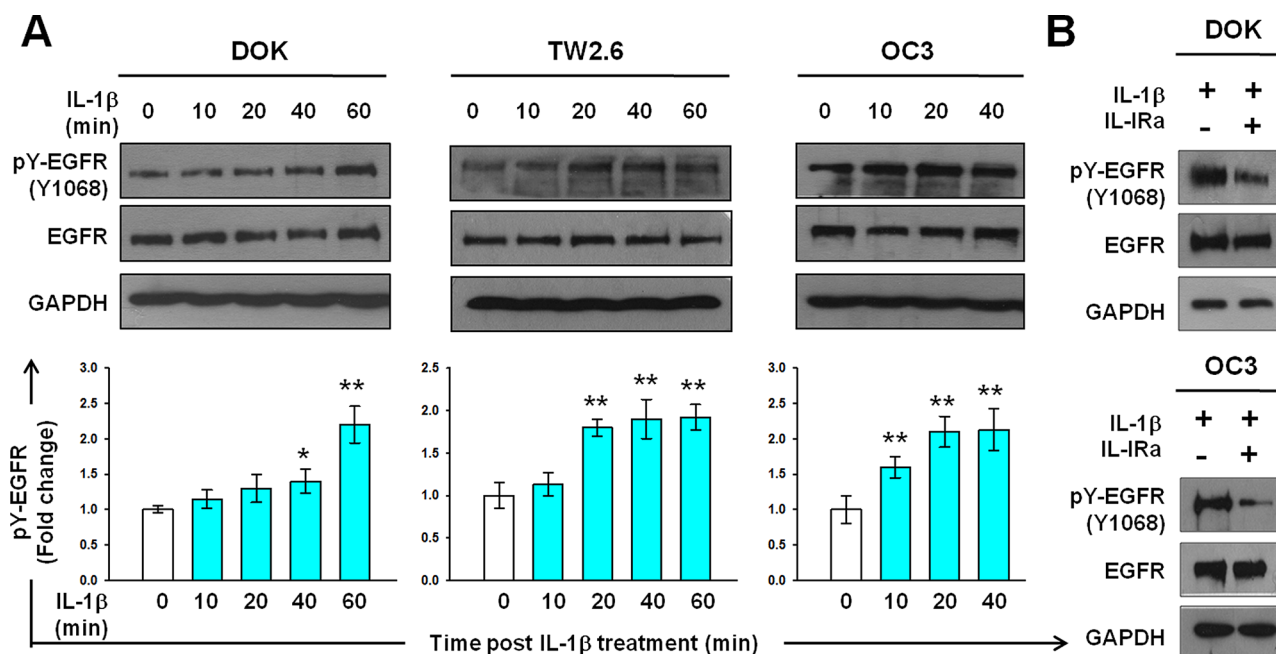 A
DOK
TW2.6
OC3
IL-1β
(min)
0 10 20 40 60
0 10 20 40 60
0 10 20 40
pY-EGFR
(Y1068)
EGFR
GAPDH
pY-EGFR
(Fold change)
3.0
2.5
2.0
1.5
1.0
0.5
0.0
*
**
2.5
2.0
1.5
1.0
0.5
0.0
**
**
**
3.0
2.5
2.0
1.5
1.0
0.5
0.0
**
**
**
IL-1β
(min)
0 10 20 40 60
0 10 20 40 60
0 10 20 40
Time post IL-1β treatment (min)
B
DOK
IL-1β + +
IL-IRa - +
pY-EGFR
(Y1068)
EGFR
GAPDH
OC3
IL-1β + +
IL-IRa - +
pY-EGFR
(Y1068)
EGFR
GAPDH